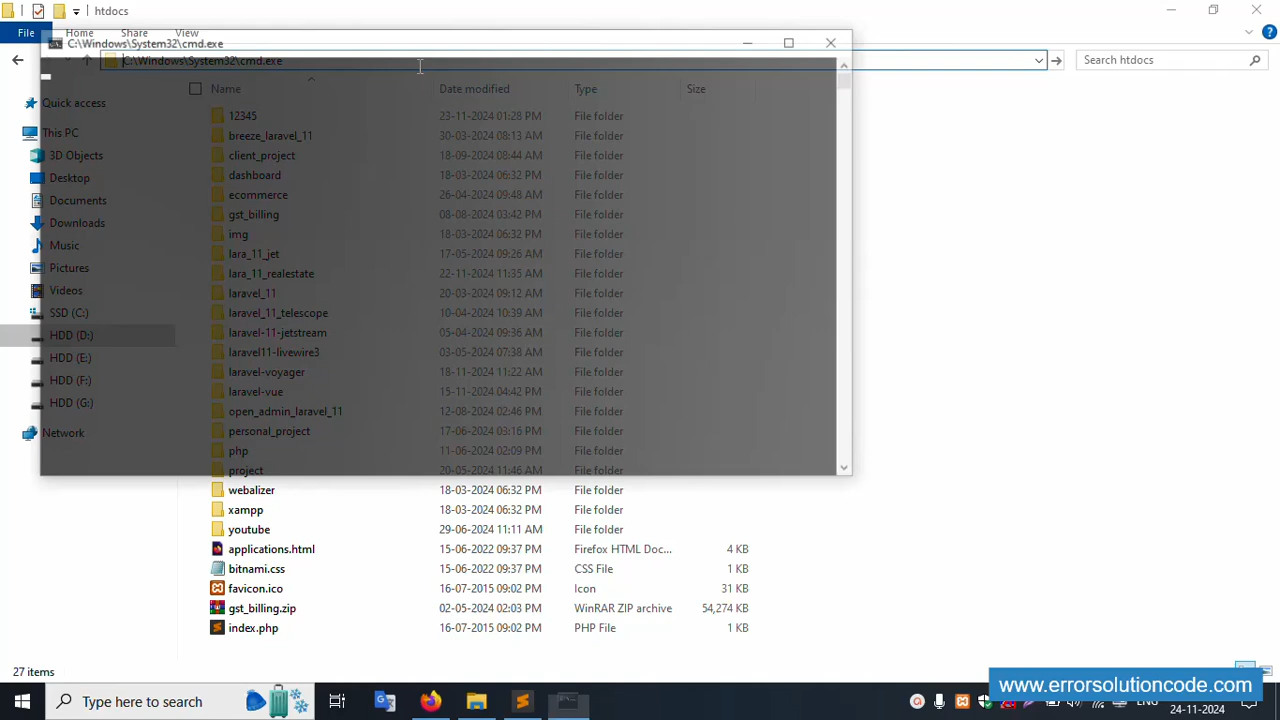 htdocs
File
Home
Share
View
C:\Windows\System32\cmd.exe
C:\Windows\System32\cmd.exe
Search htdocs
Name Date modified Type Size
Quick access
This PC
3D Objects
Desktop
Documents
Downloads
Music
Pictures
Videos
SSD (C:)
HDD (D:)
HDD (E:)
HDD (F:)
HDD (G:)
Network
12345 23-11-2024 01:28 PM File folder
breeze_laravel_11 30-03-2024 08:13 AM File folder
client_project 18-09-2024 08:44 AM File folder
dashboard 18-03-2024 06:32 PM File folder
ecommerce 26-04-2024 09:48 AM File folder
gst_billing 08-08-2024 03:42 PM File folder
img 18-03-2024 06:32 PM File folder
lara_11_jet 17-05-2024 09:26 AM File folder
lara_11_realestate 22-11-2024 11:35 AM File folder
laravel_11 20-03-2024 09:12 AM File folder
laravel_11_telescope 10-04-2024 10:39 AM File folder
laravel-11-jetstream 05-04-2024 09:36 AM File folder
laravel11-livewire3 03-05-2024 07:38 AM File folder
laravel-voyager 18-11-2024 11:22 AM File folder
laravel-vue 15-11-2024 04:42 PM File folder
open_admin_laravel_11 12-08-2024 02:46 PM File folder
personal_project 17-06-2024 03:16 PM File folder
php 11-06-2024 02:09 PM File folder
project 20-05-2024 11:46 AM File folder
webalizer 18-03-2024 06:32 PM File folder
xampp 18-03-2024 06:32 PM File folder
youtube 29-06-2024 11:11 AM File folder
applications.html 15-06-2022 09:37 PM Firefox HTML Doc... 4 KB
bitnami.css 15-06-2022 09:37 PM CSS File 1 KB
favicon.ico 16-07-2015 09:02 PM Icon 31 KB
gst_billing.zip 02-05-2024 02:03 PM WinRAR ZIP archive 54,274 KB
index.php 16-07-2015 09:02 PM PHP File 1 KB
27 items
www.errorsolutioncode.com
Type here to search
ENG
24-11-2024